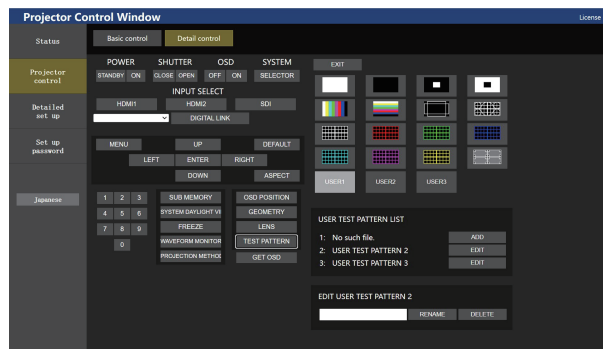 Projector Control Window
License
Status
Projector
control
Detailed
set up
Set up
password
Japanese
Basic control
Detail control
POWER
SHUTTER
OSD
SYSTEM
STANDBY
ON
CLOSE
OPEN
OFF
ON
SELECTOR
INPUT SELECT
HDMI1
HDMI2
SDI
DIGITAL LINK
MENU
UP
DEFAULT
LEFT
ENTER
RIGHT
DOWN
ASPECT
1 2 3
4 5 6
7 8 9
0
SUB MEMORY
SYSTEM DAYLIGHT VI
FREEZE
WAVEFORM MONITOR
PROJECTION METHOD
OSD POSITION
GEOMETRY
LENS
TEST PATTERN
GET OSD
EXIT
USER1
USER2
USER3
USER TEST PATTERN LIST
1: No such file.
ADD
2: USER TEST PATTERN 2
EDIT
3: USER TEST PATTERN 3
EDIT
EDIT USER TEST PATTERN 2
RENAME
DELETE